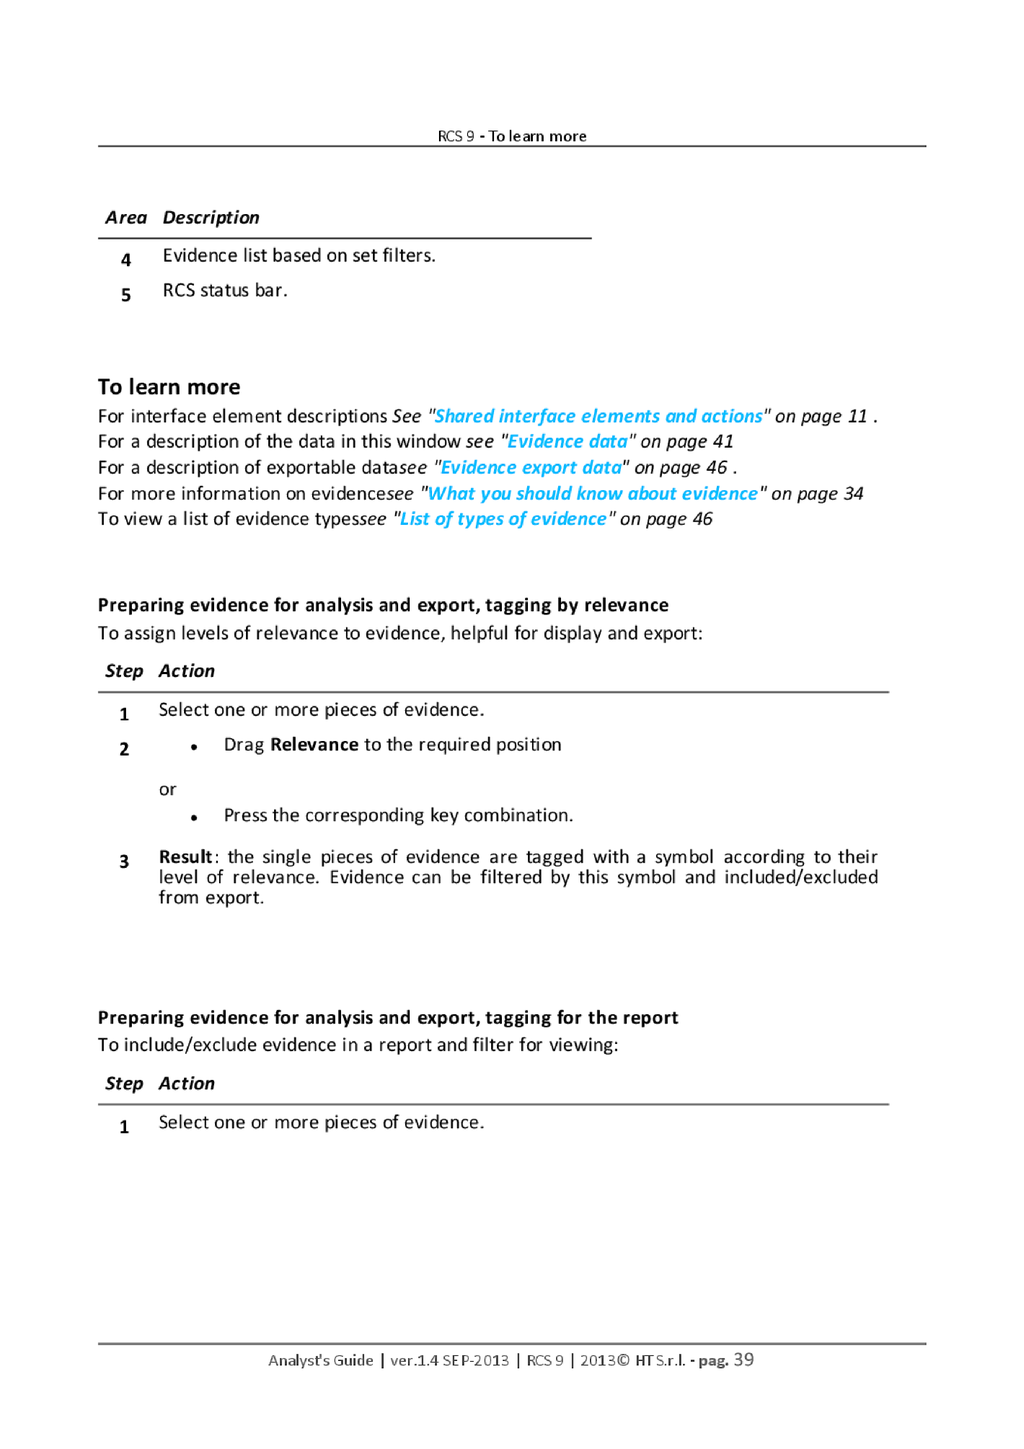 RCS 9 - To learn more
Area Description
4 Evidence list based on set filters.
5 RCS status bar.
To learn more
For interface element descriptions See "Shared interface elements and actions" on page 11 .
For a description of the data in this window see "Evidence data" on page 41
For a description of exportable datasee "Evidence export data" on page 46 .
For more information on evidencesee "What you should know about evidence" on page 34
To view a list of evidence typessee "List of types of evidence" on page 46
Preparing evidence for analysis and export, tagging by relevance
To assign levels of relevance to evidence, helpful for display and export:
Step Action
1 Select one or more pieces of evidence.
2 • Drag Relevance to the required position
or
• Press the corresponding key combination.
3 Result: the single pieces of evidence are tagged with a symbol according to their
level of relevance. Evidence can be filtered by this symbol and included/excluded
from export.
Preparing evidence for analysis and export, tagging for the report
To include/exclude evidence in a report and filter for viewing:
Step Action
1 Select one or more pieces of evidence.
Analyst's Guide | ver.1.4 SEP-2013 | RCS 9 | 2013© HT S.r.l. - pag. 39